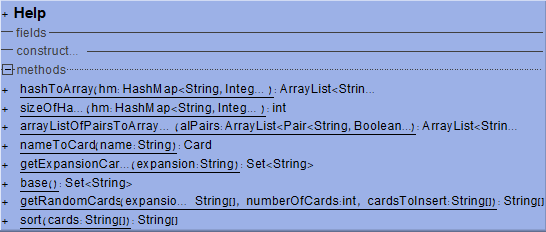 + Help
fields
construct...
methods
+ hashToArray(hm:HashMap<String, Integ... ): ArrayList<Strin...
+ sizeOfHa... (hm:HashMap<String, Integ... ): int
+ arrayListOfPairsToArray... (alPairs:ArrayList<Pair<String, Boolean...): ArrayList<Strin...
+ nameToCard(name:String): Card
+ getExpansionCar... (expansion:String): Set<String>
+ base(): Set<String>
+ getRandomCards(expansio... String[], numberOfCards:int, cardsToInsert:String[]): String[]
+ sort(cards:String[]): String[]